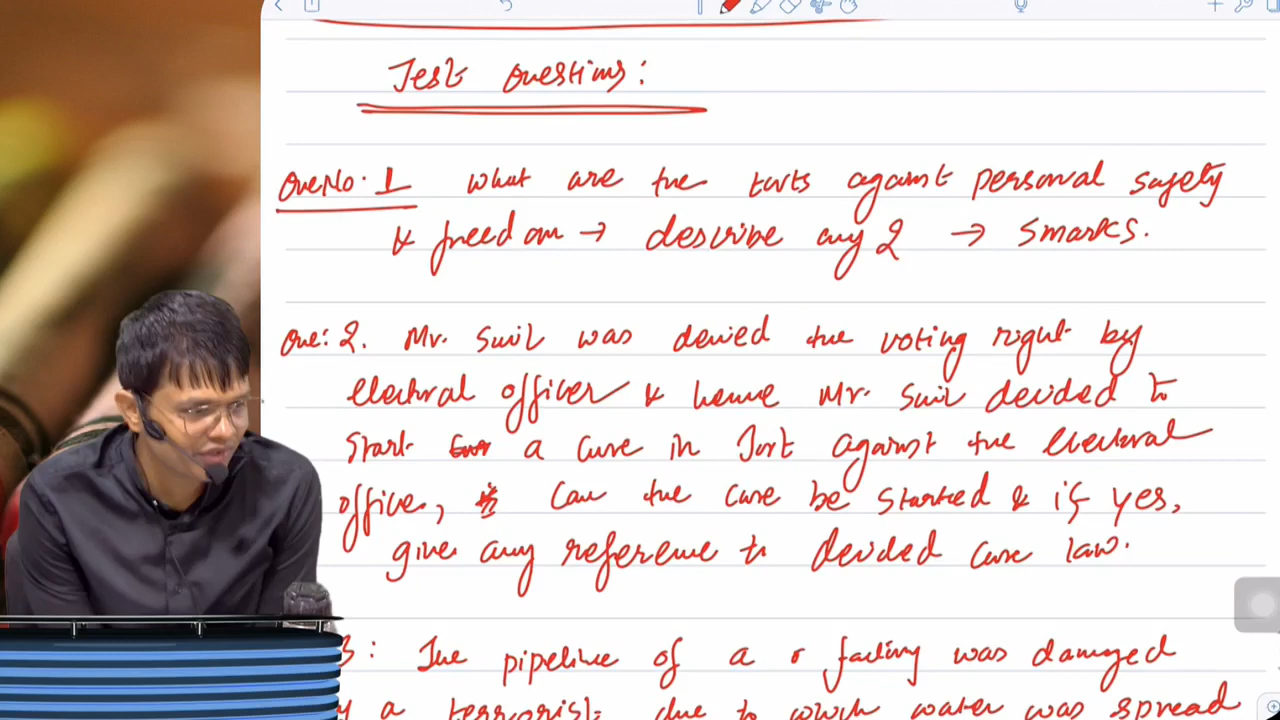 Test Questions:
Que No. 1 What are the torts against personal safety
& freedom → describe any 2 → 5 marks.
Que: 2. Mr. Sunil was denied the voting right by
electoral officer & hence Mr. Sunil decided to
start a case in Tort against the electoral
office, Can the case be started & if yes,
give any reference to decided case law.
3: The pipeline of a factory was damaged
a terrorist, due to which water was spread